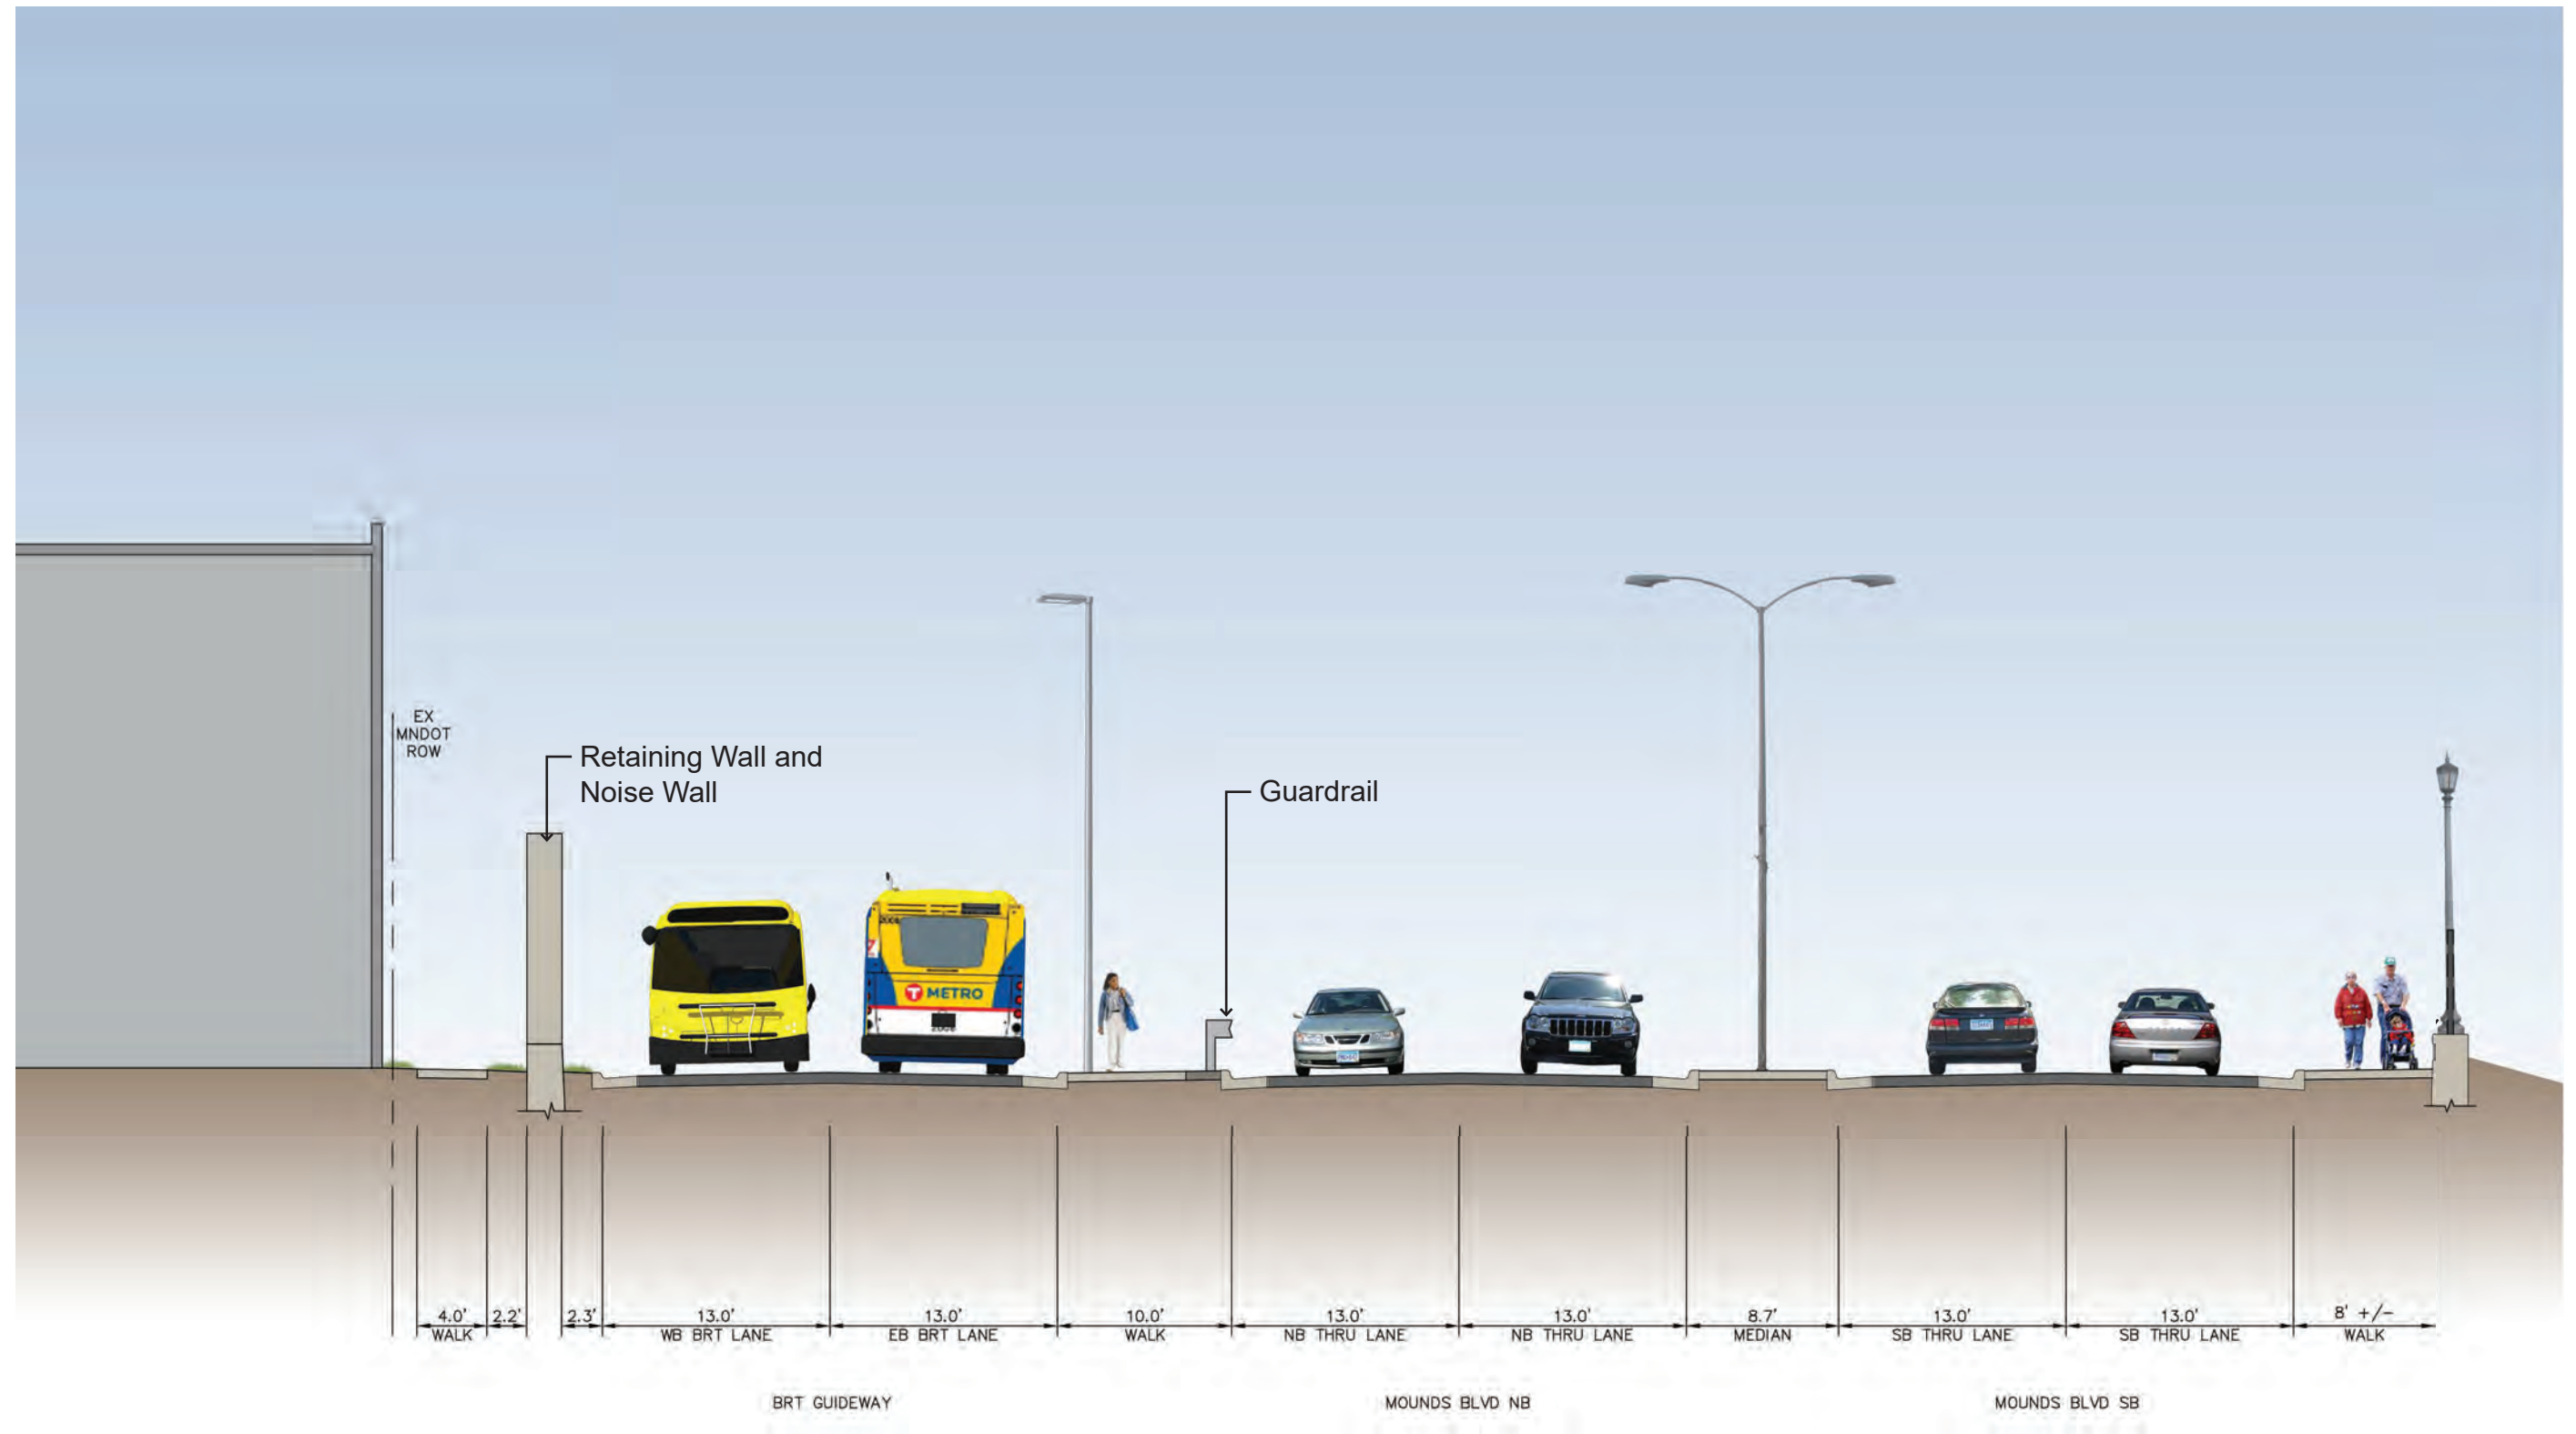 EX
MNDOT
ROW
Retaining Wall and
Noise Wall
Guardrail
METRO
4.0' 2.2' 2.3' 13.0' 13.0' 10.0' 13.0' 13.0' 8.7' 13.0' 13.0' 8' +/-
WALK WB BRT LANE EB BRT LANE WALK NB THRU LANE NB THRU LANE MEDIAN SB THRU LANE SB THRU LANE WALK
BRT GUIDEWAY MOUNDS BLVD NB MOUNDS BLVD SB